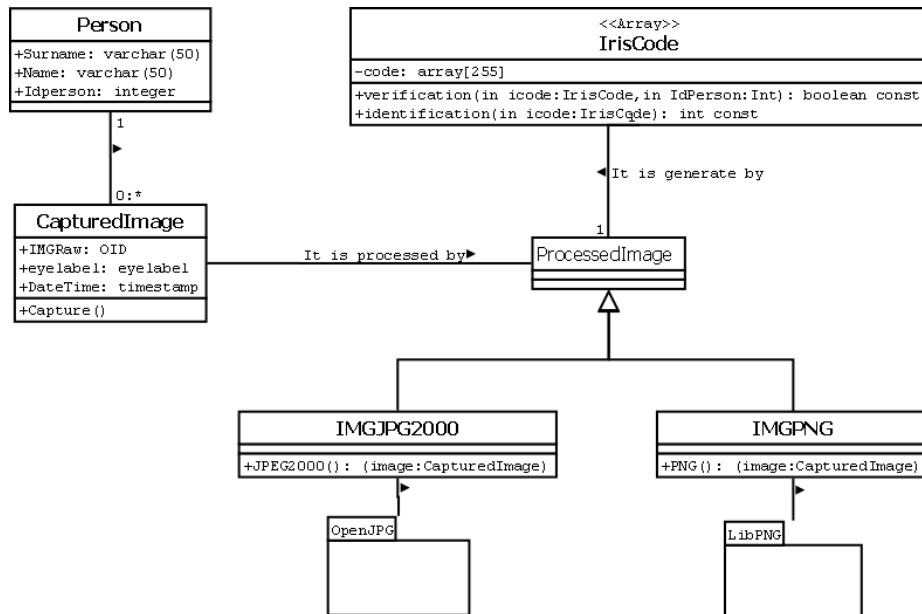 Person
+Surname: varchar(50)
+Name: varchar(50)
+Idperson: integer
1
0:*
<<Array>>
IrisCode
-code: array[255]
+verification(in icode:IrisCode,in IdPerson:Int): boolean const
+identification(in icode:IrisCode): int const
1
It is generate by
1
CapturedImage
+IMGRaw: OID
+eyelabel: eyelabel
+DateTime: timestamp
+Capture()
It is processed by
ProcessedImage
IMGJPG2000
+JPEG2000(): (image:CapturedImage)
IMGPNG
+PNG(): (image:CapturedImage)
OpenJPG
LibPNG